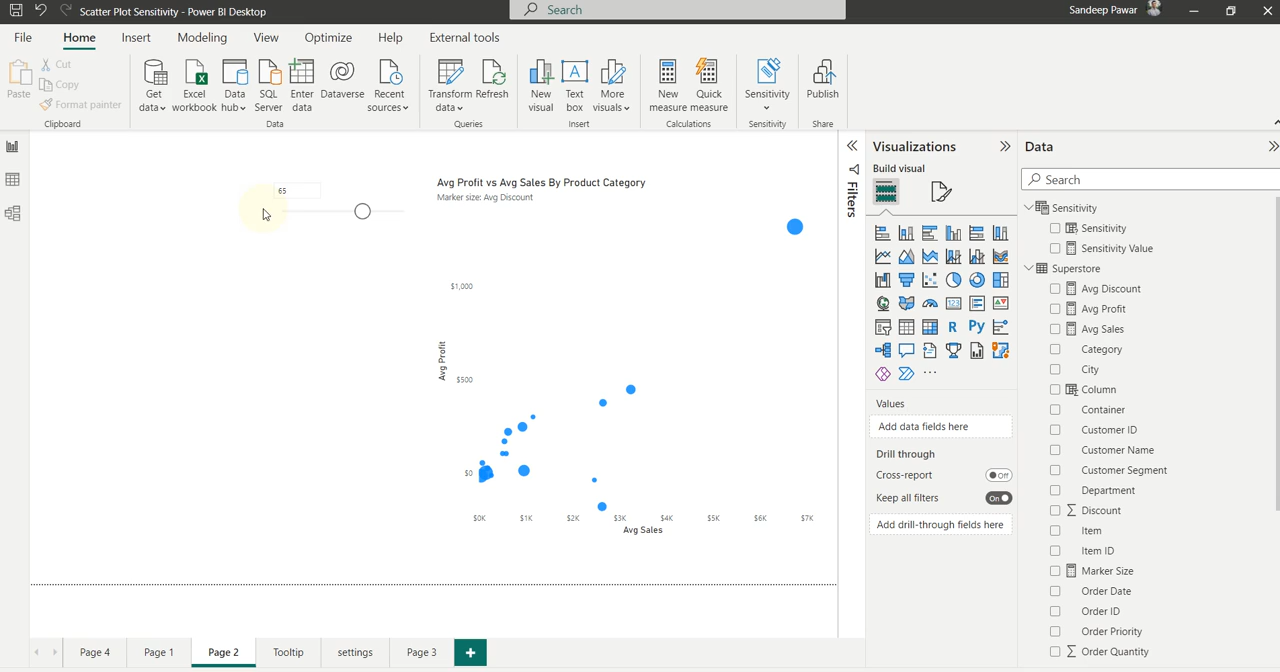 Scatter Plot Sensitivity - Power BI Desktop
Search
Sandeep Pawar
File Home Insert Modeling View Optimize Help External tools
Paste
Cut
Copy
Format painter
Clipboard
Get data
Excel workbook
Data hub
SQL Server
Enter data
Dataverse
Recent sources
Data
Transform data
Refresh
Queries
New visual
Text box
More visuals
Insert
New measure
Quick measure
Calculations
Sensitivity
Sensitivity
Publish
Share
65
Avg Profit vs Avg Sales By Product Category
Marker size: Avg Discount
$1,000
$500
$0
Avg Profit
$0K $1K $2K $3K $4K $5K $6K $7K
Avg Sales
Filters
Visualizations
Build visual
123
R
Py
...
Values
Add data fields here
Drill through
Cross-report
Off
Keep all filters
On
Add drill-through fields here
Data
Search
Sensitivity
Sensitivity
Sensitivity Value
Superstore
Avg Discount
Avg Profit
Avg Sales
Category
City
Column
Container
Customer ID
Customer Name
Customer Segment
Department
Discount
Item
Item ID
Marker Size
Order Date
Order ID
Order Priority
Order Quantity
Page 4 Page 1 Page 2 Tooltip settings Page 3 +